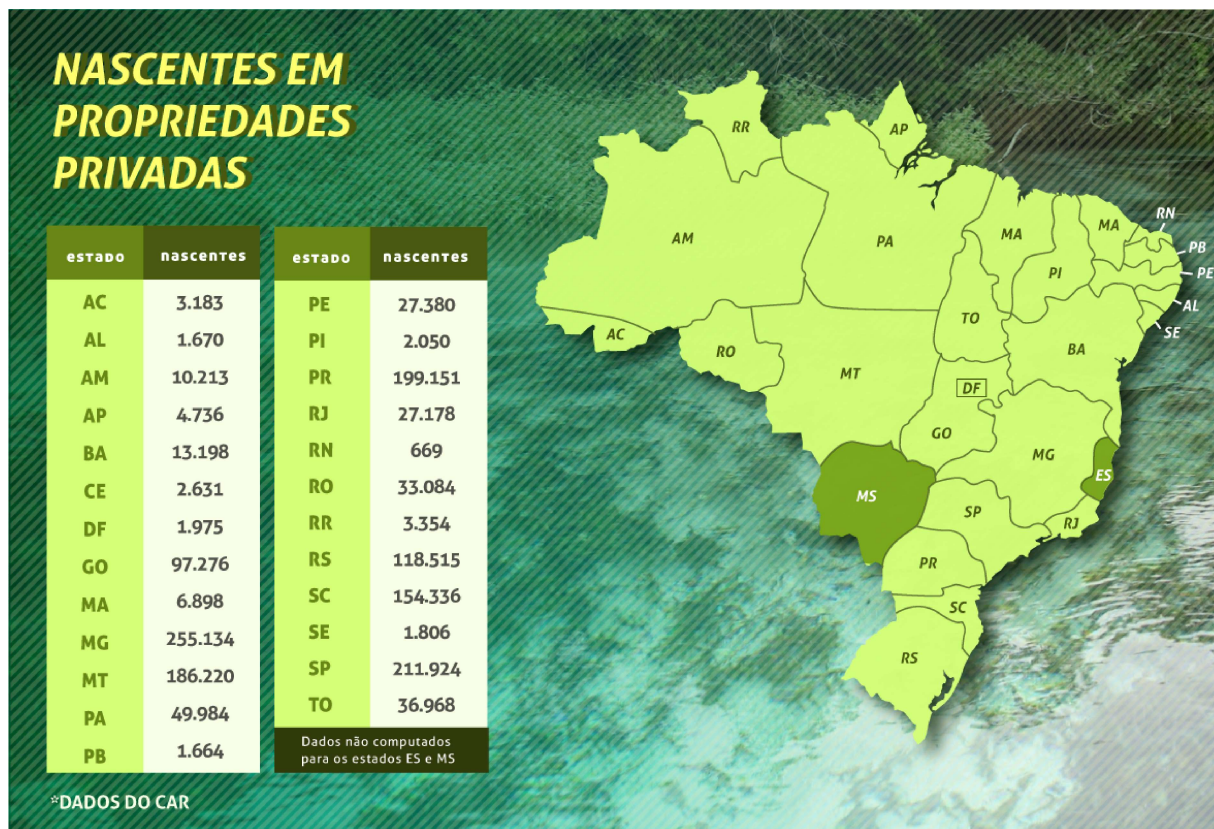 NASCENTES EM
PROPRIEDADES
PRIVADAS
ESTADO nascentes
AC 3.183
AL 1.670
AM 10.213
AP 4.736
BA 13.198
CE 2.631
DF 1.975
GO 97.276
MA 6.898
MG 255.134
MT 186.220
PA 49.984
PB 1.664
ESTADO nascentes
PE 27.380
PI 2.050
PR 199.151
RJ 27.178
RN 669
RO 33.084
RR 3.354
RS 118.515
SC 154.336
SE 1.806
SP 211.924
TO 36.968
Dados não computados
para os estados ES e MS
*DADOS DO CAR
RR
AP
AM
PA
MA
MA
RN
PB
PE
AL
SE
PI
TO
AC
RO
BA
MT
DF
GO
MG
ES
MS
SP
RJ
PR
SC
RS